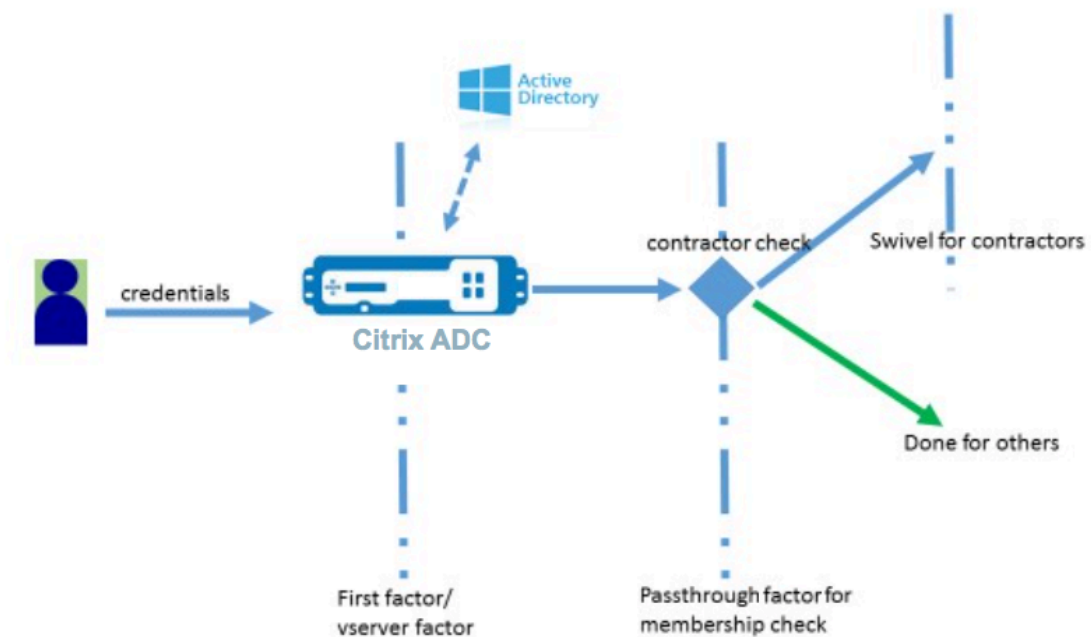 Active
Directory
contractor check
Swivel for contractors
credentials
Citrix ADC
Done for others
First factor/
vserver factor
Passthrough factor for
membership check